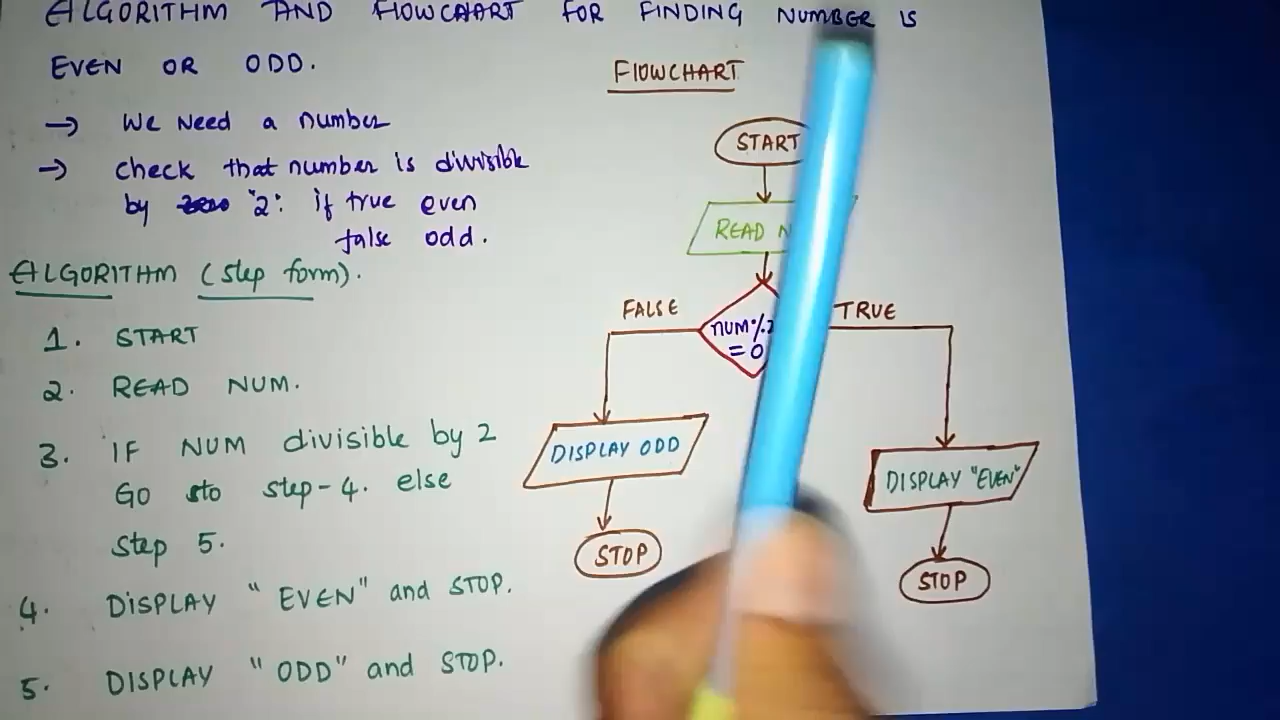 ALGORITHM AND FLOWCHART FOR FINDING NUMBER IS
EVEN OR ODD.
→ We Need a number
→ check that number is divisible
by "2": if true even
false odd.
ALGORITHM (step form).
1. START
2. READ NUM.
3. IF NUM divisible by 2
Go to step-4. else
Step 5.
4. DISPLAY "EVEN" and STOP.
5. DISPLAY "ODD" and STOP.
FLOWCHART
START
READ
FALSE
TRUE
NUM%2
=0
DISPLAY ODD
DISPLAY "EVEN"
STOP
STOP